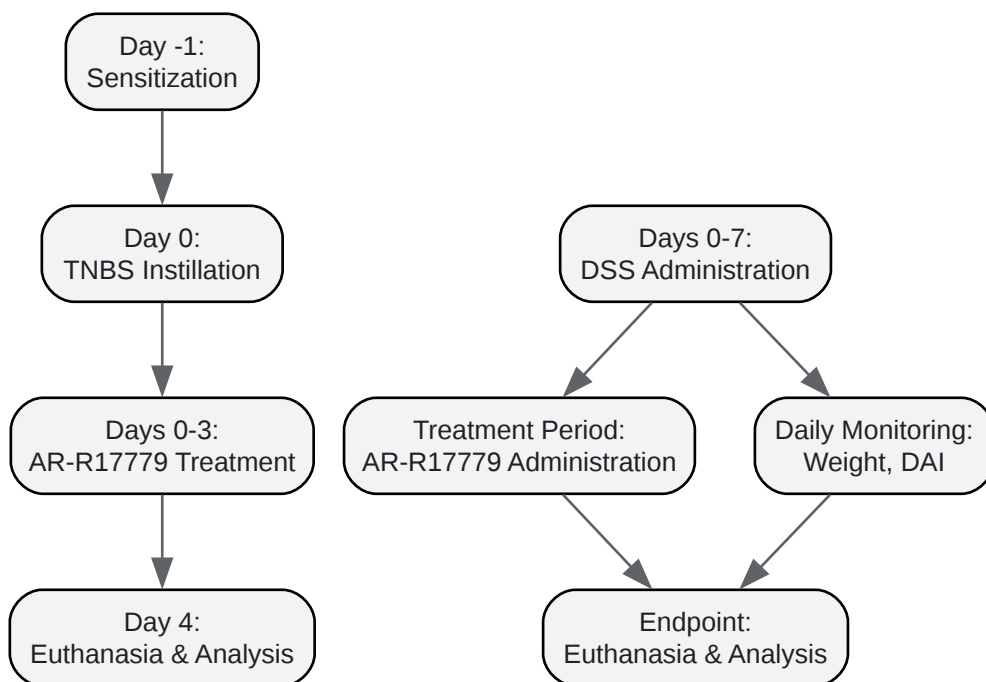 Day -1:
Sensitization
Day 0:
TNBS Instillation
Days 0-3:
AR-R17779 Treatment
Day 4:
Euthanasia & Analysis
Days 0-7:
DSS Administration
Treatment Period:
AR-R17779 Administration
Daily Monitoring:
Weight, DAI
Endpoint:
Euthanasia & Analysis